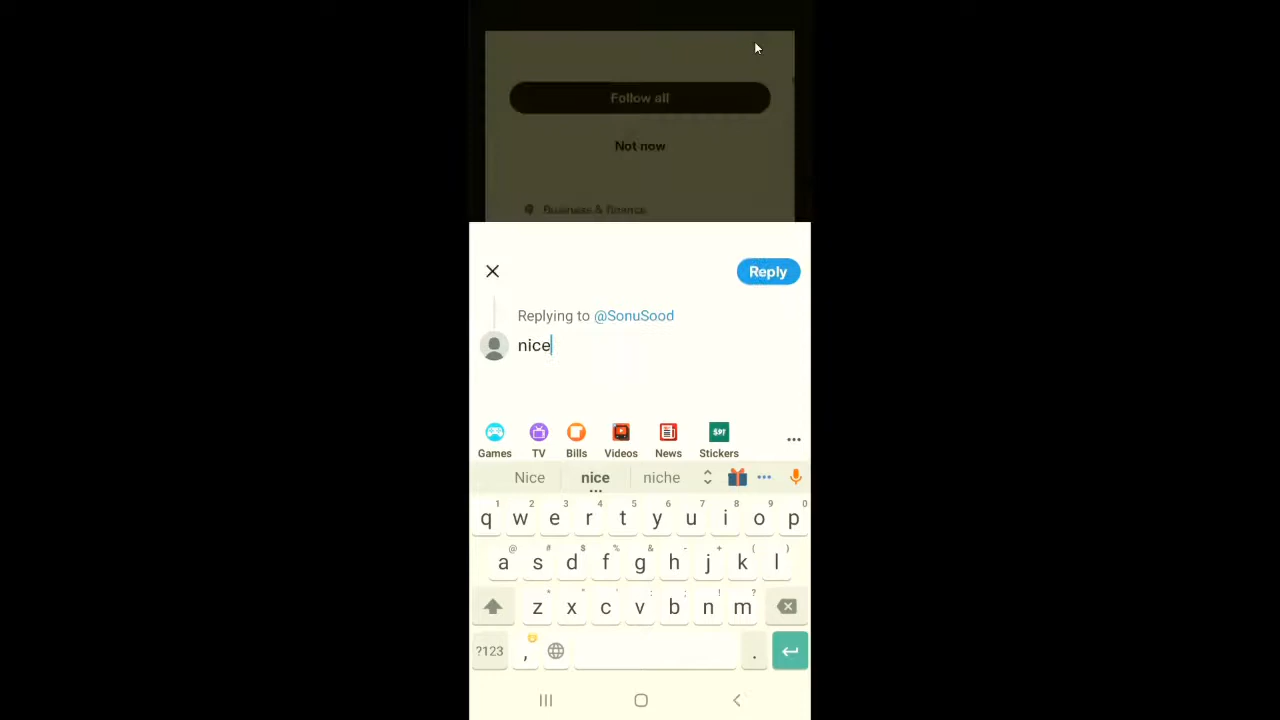 Follow all
Not now
Business & finance
Reply
Replying to @SonuSood
nice
Games TV Bills Videos News Stickers
Nice nice niche
1 2 3 4 5 6 7 8 9 0
q w e r t y u i o p
@ # $ % & - + ( )
a s d f g h j k l
* " ' : ; ! ?
z x c v b n m
?123 , .